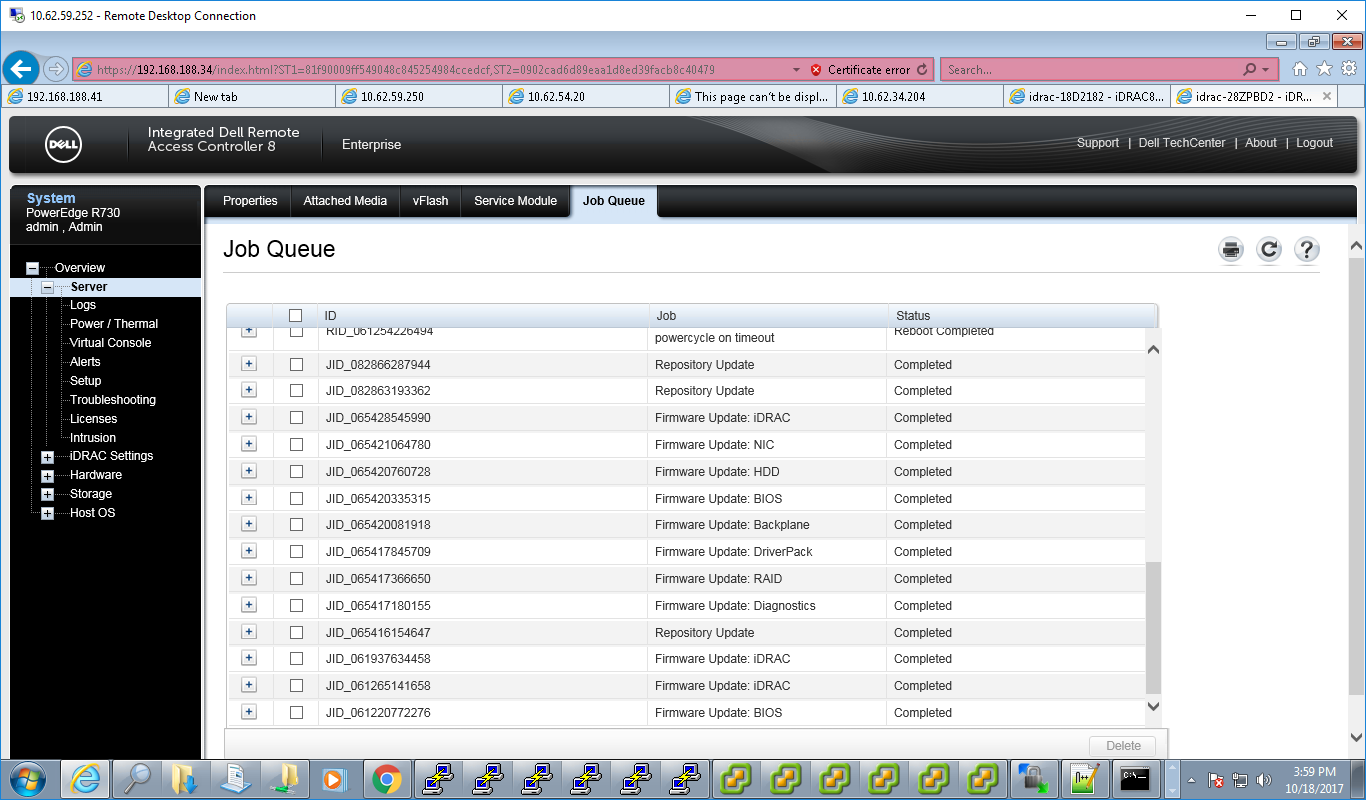 10.62.59.252 - Remote Desktop Connection
https://192.168.188.34/index.html?ST1=81f90009ff549048c845254984ccedcf,ST2=0902cad6d89eaa1d8ed39facb8c40479 Certificate error Search...
192.168.188.41 New tab 10.62.59.250 10.62.54.20 This page can't be displ... 10.62.34.204 idrac-18D2182 - iDRAC8... idrac-28ZPBD2 - iDR...
DELL Integrated Dell Remote Access Controller 8 Enterprise Support | Dell TechCenter | About | Logout
System
PowerEdge R730
admin , Admin
Properties Attached Media vFlash Service Module Job Queue
Overview
Server
Logs
Power / Thermal
Virtual Console
Alerts
Setup
Troubleshooting
Licenses
Intrusion
iDRAC Settings
Hardware
Storage
Host OS
Job Queue
ID Job Status
RID_061254226494 powercycle on timeout Reboot Completed
JID_082866287944 Repository Update Completed
JID_082863193362 Repository Update Completed
JID_065428545990 Firmware Update: iDRAC Completed
JID_065421064780 Firmware Update: NIC Completed
JID_065420760728 Firmware Update: HDD Completed
JID_065420335315 Firmware Update: BIOS Completed
JID_065420081918 Firmware Update: Backplane Completed
JID_065417845709 Firmware Update: DriverPack Completed
JID_065417366650 Firmware Update: RAID Completed
JID_065417180155 Firmware Update: Diagnostics Completed
JID_065416154647 Repository Update Completed
JID_061937634458 Firmware Update: iDRAC Completed
JID_061265141658 Firmware Update: iDRAC Completed
JID_061220772276 Firmware Update: BIOS Completed
Delete
3:59 PM
10/18/2017